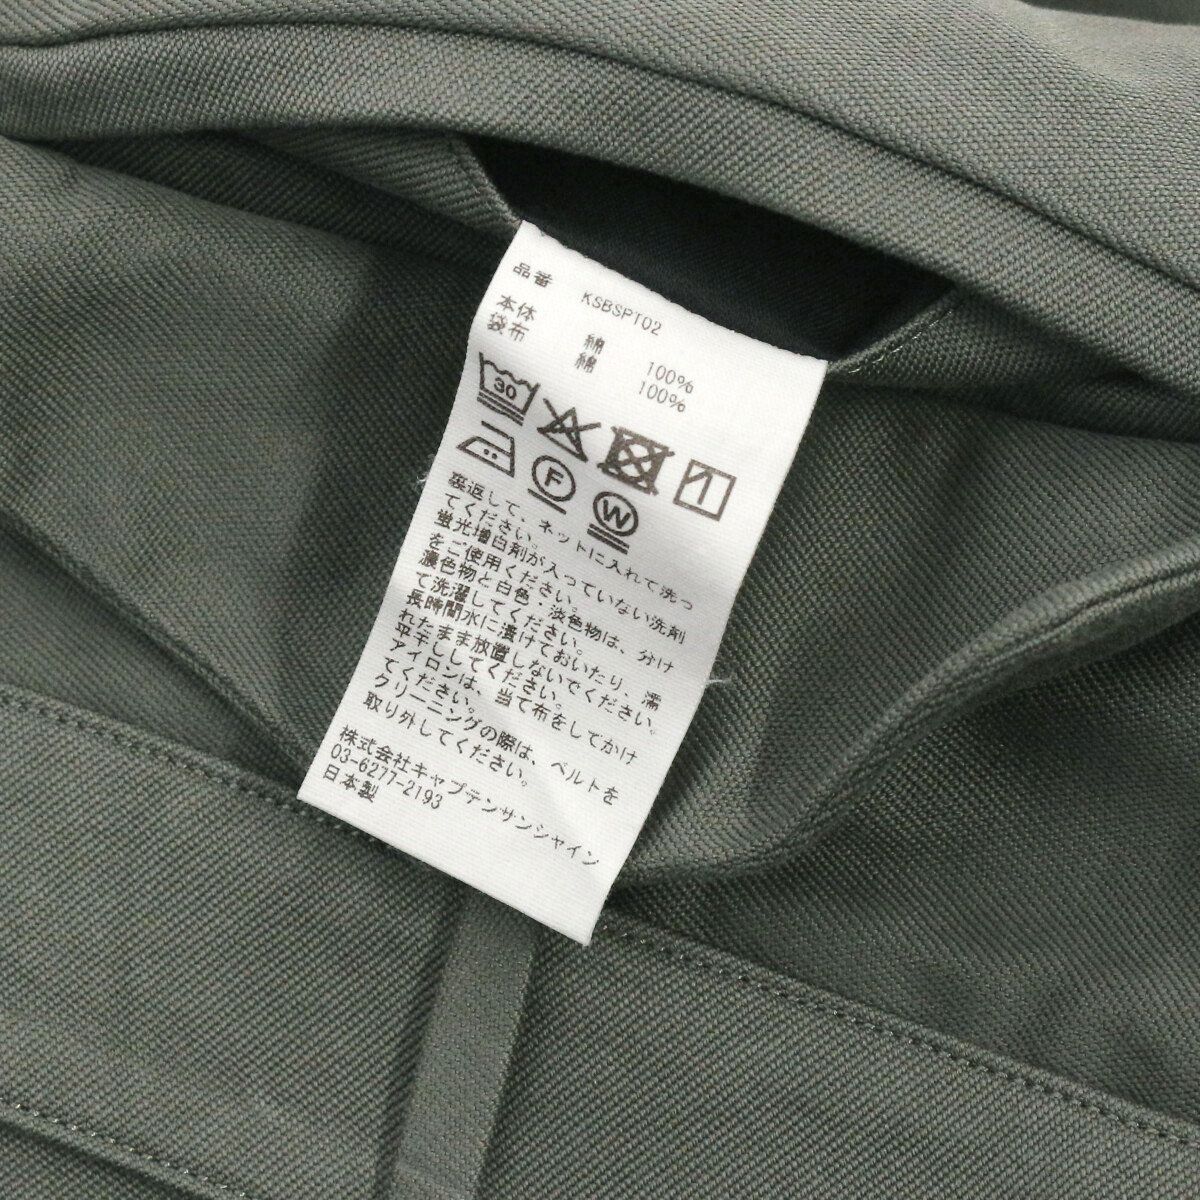 品番 KSBSPT02
本体 綿 100%
袋布 綿 100%
30
F W
裏返して、ネットに入れて洗っ
てください。
蛍光増白剤が入っていない洗剤
をご使用ください。
濃色物と白色・淡色物は、分け
て洗濯してください。
長時間水に漬けておいたり、濡
れたまま放置しないでください。
平干ししてください。
アイロンは、当て布をしてかけ
てください。
クリーニングの際は、ベルトを
取り外してください。
株式会社キャプテンサンシャイン
03-6277-2193
日本製